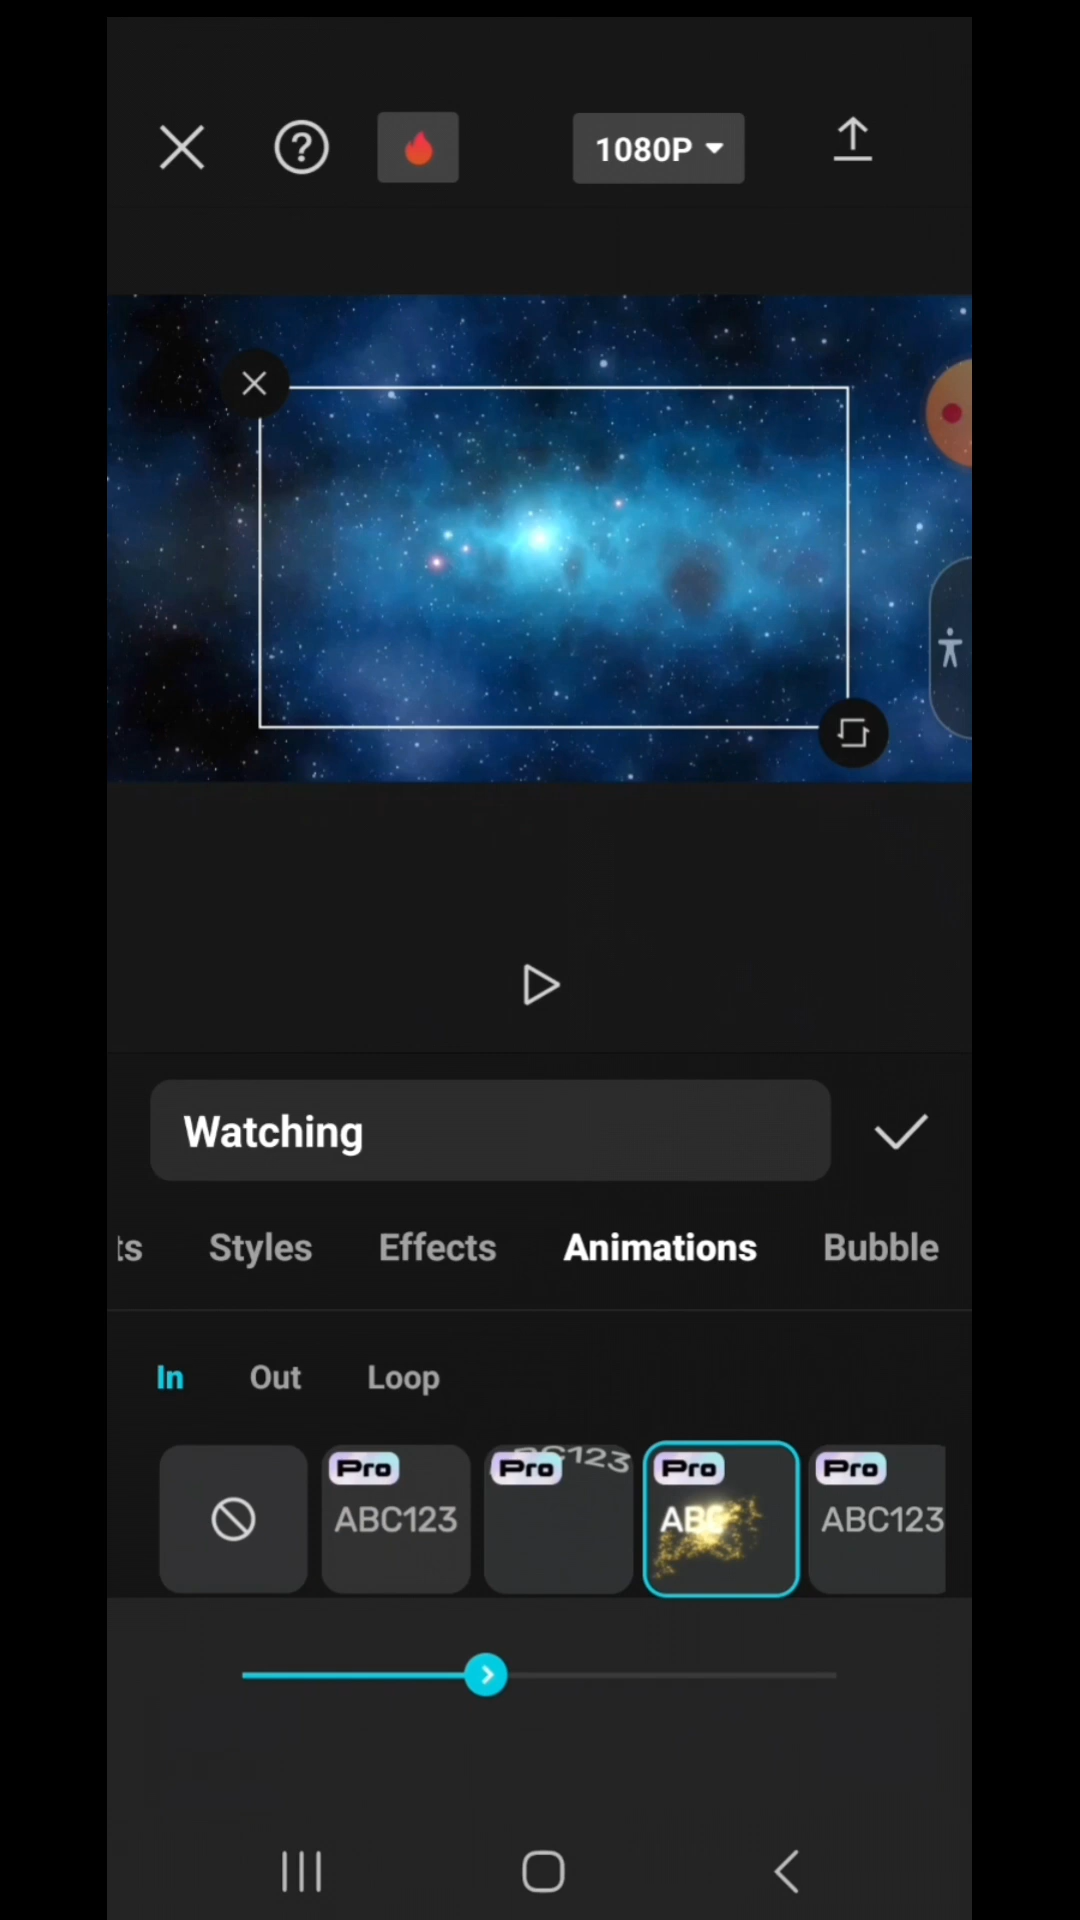 1080P
Watching
ts Styles Effects Animations Bubble
In Out Loop
Pro Pro Pro Pro
ABC123 ABC123